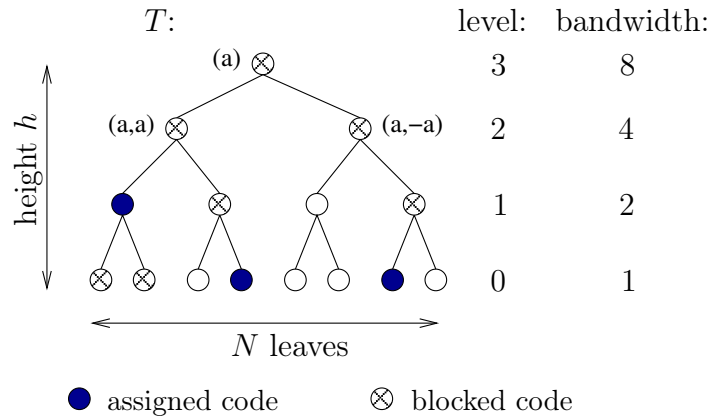 T: level: bandwidth:
(a) 3 8
(a,a) (a,−a) 2 4
height h
1 2
0 1
N leaves
assigned code blocked code